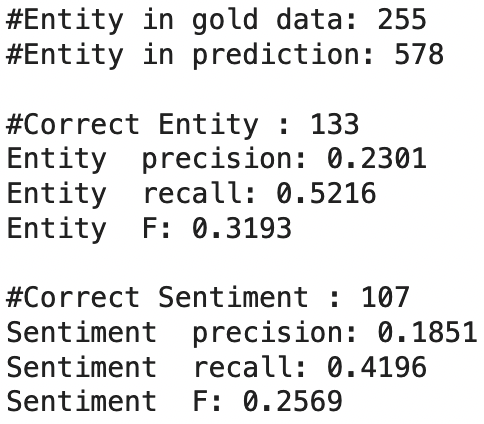 #Entity in gold data: 255
#Entity in prediction: 578

#Correct Entity : 133
Entity  precision: 0.2301
Entity  recall: 0.5216
Entity  F: 0.3193

#Correct Sentiment : 107
Sentiment  precision: 0.1851
Sentiment  recall: 0.4196
Sentiment  F: 0.2569